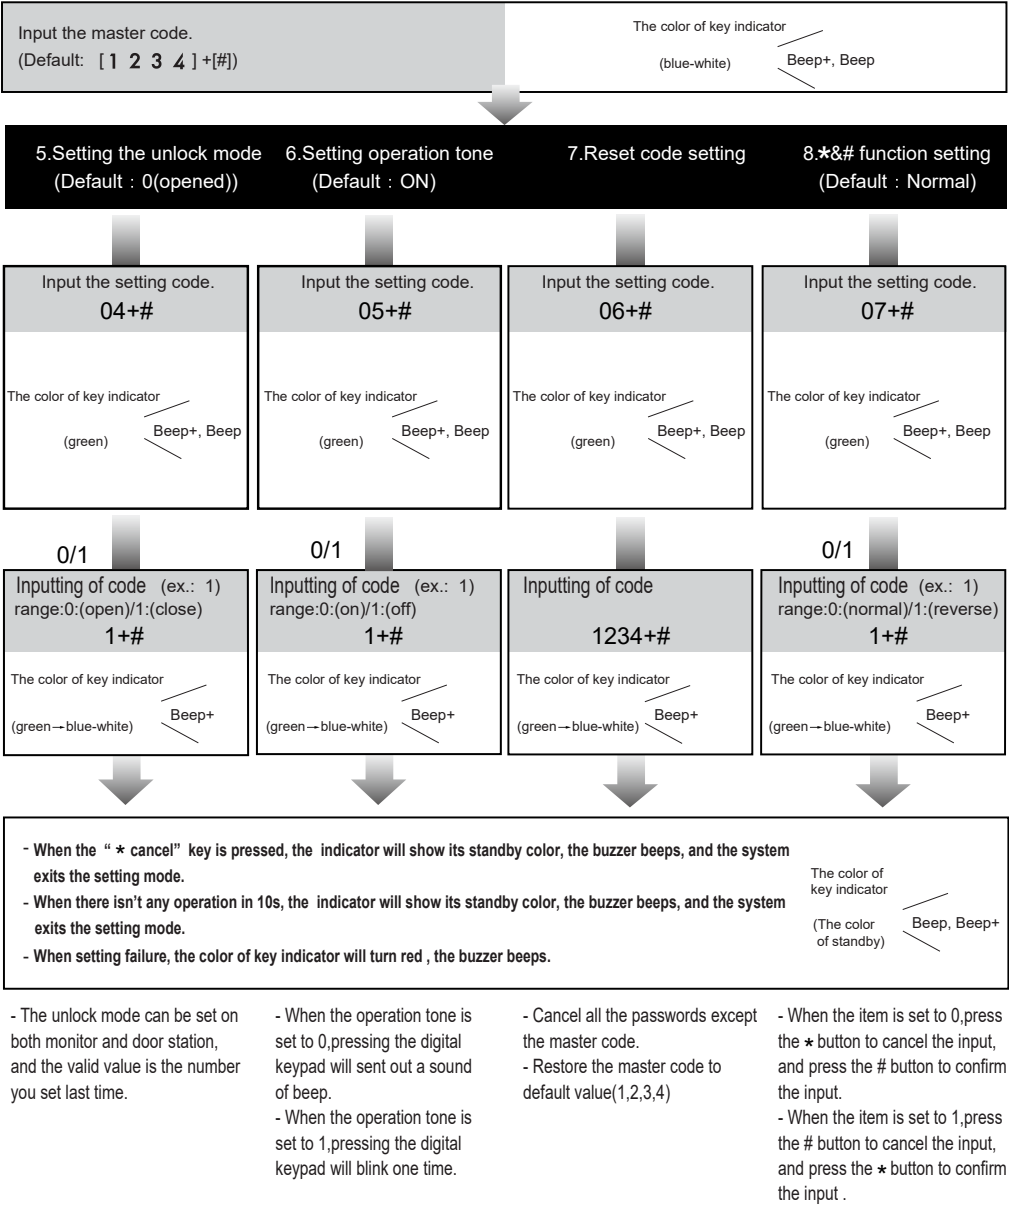 Input the master code.
(Default: [ 1 2 3 4 ] +[#])
The color of key indicator
(blue-white)
Beep+, Beep
5.Setting the unlock mode
(Default : 0(opened))
6.Setting operation tone
(Default : ON)
7.Reset code setting
8.*&# function setting
(Default : Normal)
Input the setting code.
04+#
The color of key indicator
(green)
Beep+, Beep
Input the setting code.
05+#
The color of key indicator
(green)
Beep+, Beep
Input the setting code.
06+#
The color of key indicator
(green)
Beep+, Beep
Input the setting code.
07+#
The color of key indicator
(green)
Beep+, Beep
0/1
Inputting of code (ex.: 1)
range:0:(open)/1:(close)
1+#
The color of key indicator
(green→blue-white)
Beep+
0/1
Inputting of code (ex.: 1)
range:0:(on)/1:(off)
1+#
The color of key indicator
(green→blue-white)
Beep+
Inputting of code
1234+#
The color of key indicator
(green→blue-white)
Beep+
0/1
Inputting of code (ex.: 1)
range:0:(normal)/1:(reverse)
1+#
The color of key indicator
(green→blue-white)
Beep+
- When the “ * cancel” key is pressed, the indicator will show its standby color, the buzzer beeps, and the system
exits the setting mode.
- When there isn’t any operation in 10s, the indicator will show its standby color, the buzzer beeps, and the system
exits the setting mode.
- When setting failure, the color of key indicator will turn red , the buzzer beeps.
The color of
key indicator
(The color
of standby)
Beep, Beep+
- The unlock mode can be set on
both monitor and door station,
and the valid value is the number
you set last time.
- When the operation tone is
set to 0,pressing the digital
keypad will sent out a sound
of beep.
- When the operation tone is
set to 1,pressing the digital
keypad will blink one time.
- Cancel all the passwords except
the master code.
- Restore the master code to
default value(1,2,3,4)
- When the item is set to 0,press
the * button to cancel the input,
and press the # button to confirm
the input.
- When the item is set to 1,press
the # button to cancel the input,
and press the * button to confirm
the input .